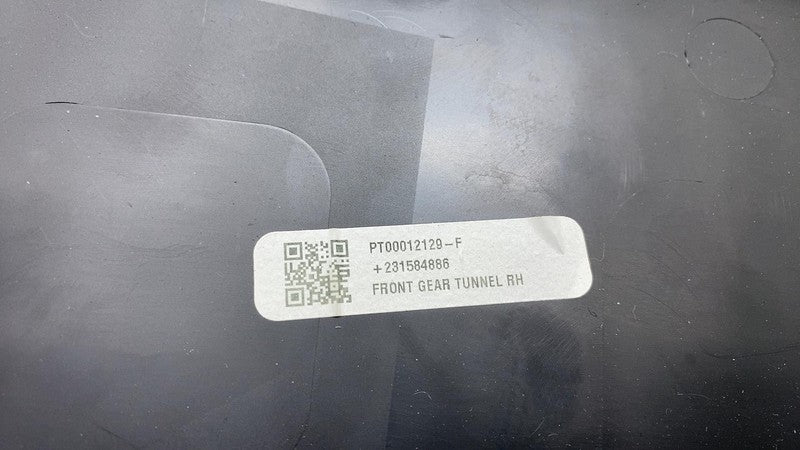 PT00012129-F
+231584886
FRONT GEAR TUNNEL RH